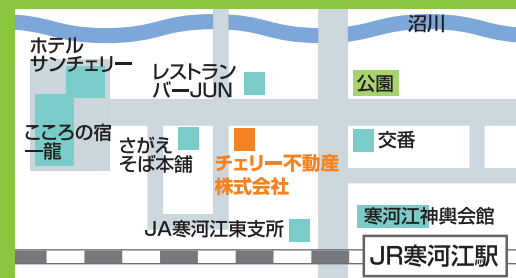 沼川
ホテル
サンチェリー
レストラン
バーJUN
公園
こころの宿
一龍
さがえ
そば本舗
チェリー不動産
株式会社
交番
JA寒河江東支所
寒河江神輿会館
JR寒河江駅